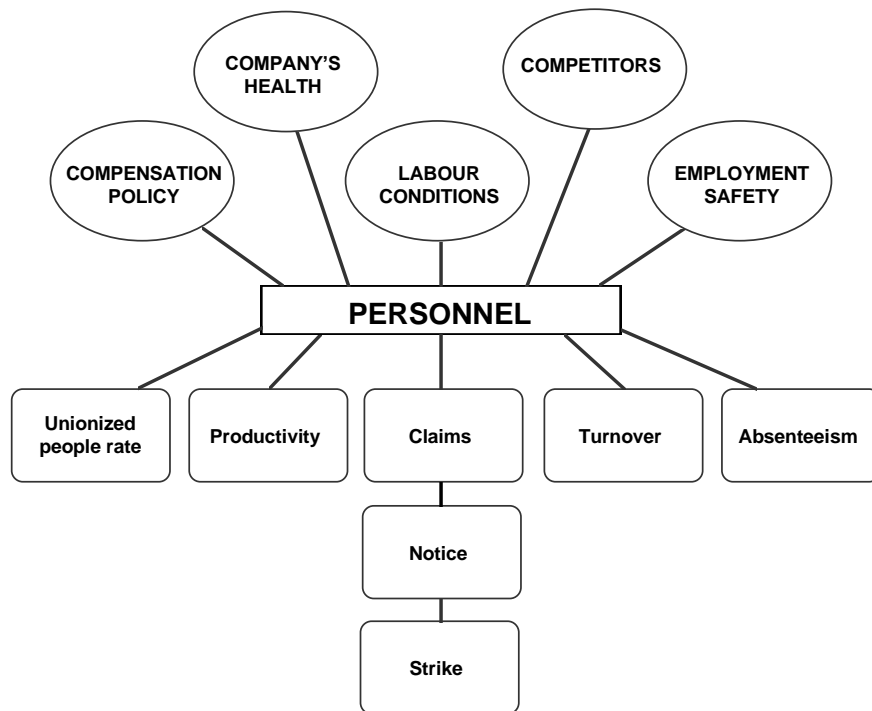 COMPANY’S
HEALTH
COMPETITORS
COMPENSATION
POLICY
LABOUR
CONDITIONS
EMPLOYMENT
SAFETY
PERSONNEL
Unionized
people rate
Productivity
Claims
Turnover
Absenteeism
Notice
Strike